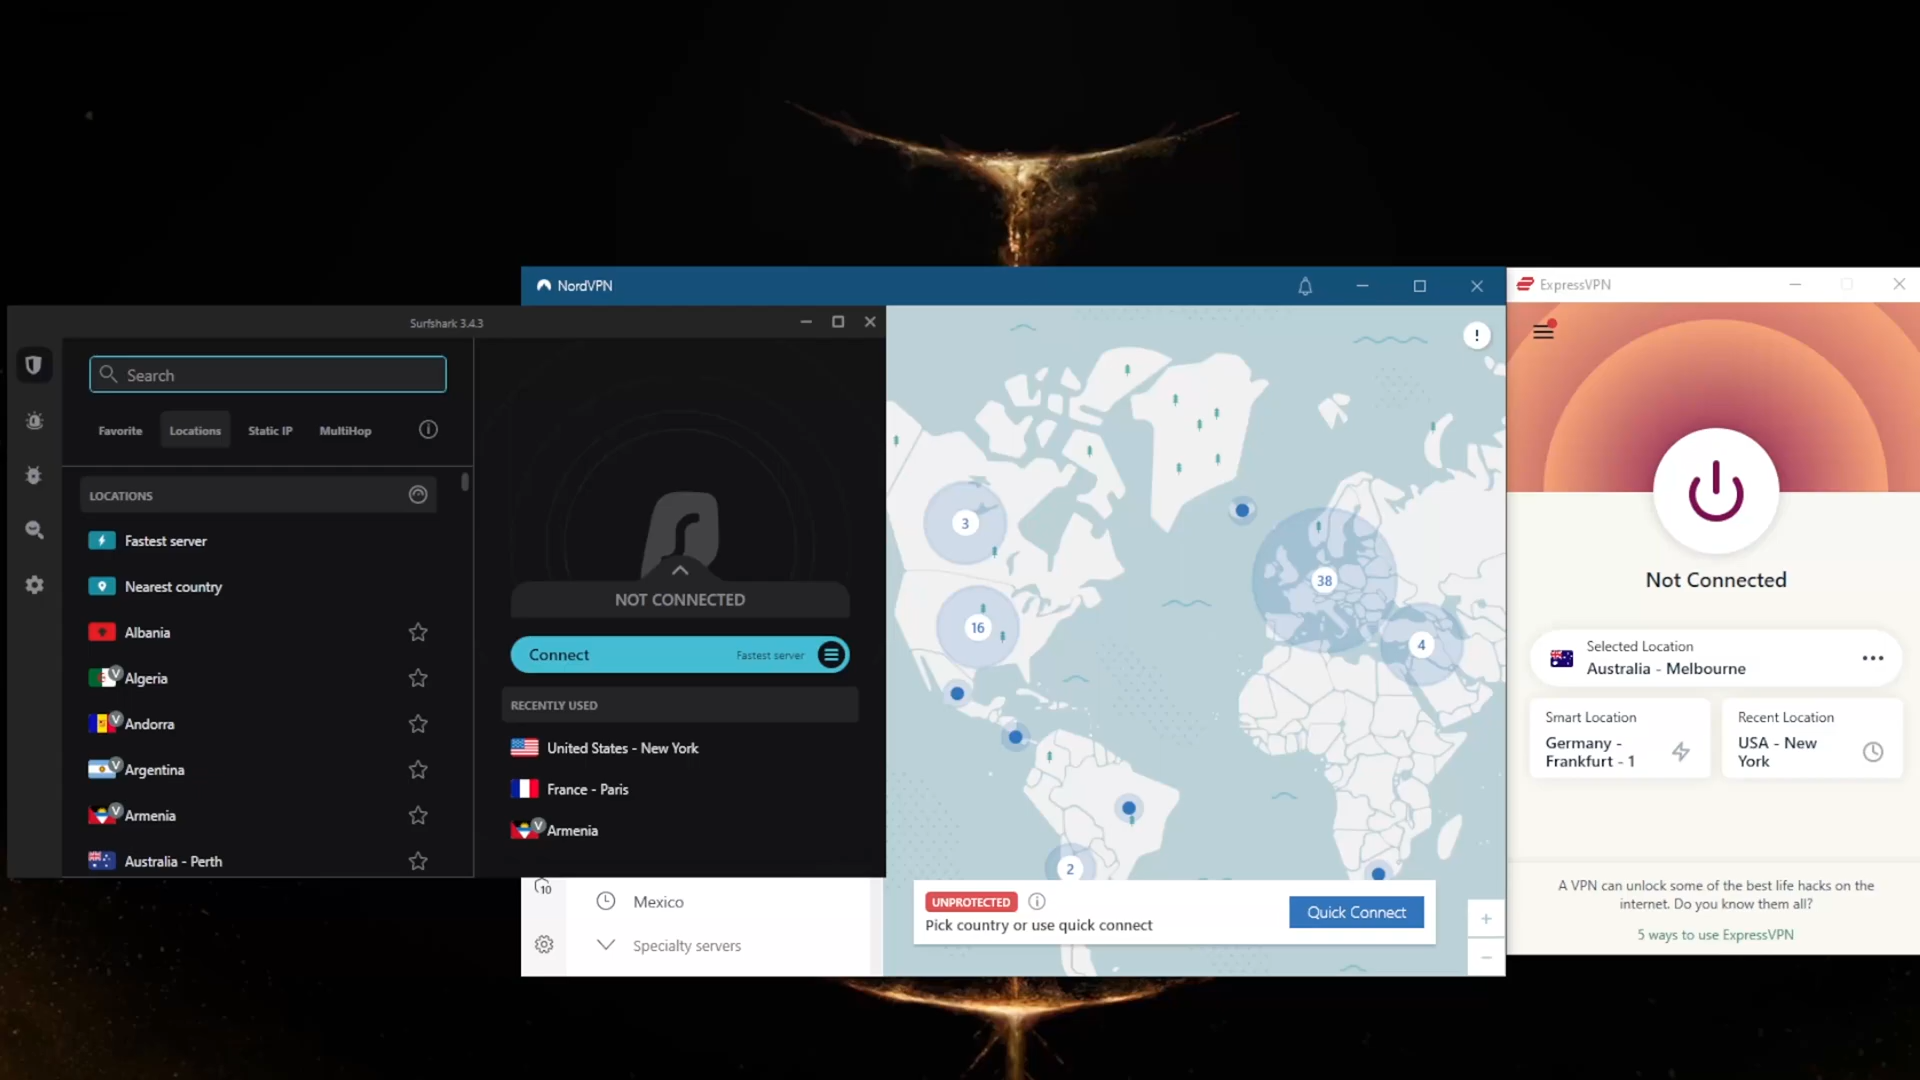 Surfshark 3.4.3
Search
Favorite Locations Static IP MultiHop
LOCATIONS
Fastest server
Nearest country
Albania
V Algeria
V Andorra
V Argentina
V Armenia
Australia - Perth
NOT CONNECTED
Connect Fastest server
RECENTLY USED
United States - New York
France - Paris
V Armenia
NordVPN
!
3
16
38
4
2
10
Mexico
Specialty servers
UNPROTECTED
Pick country or use quick connect
Quick Connect
ExpressVPN
Not Connected
Selected Location
Australia - Melbourne
Smart Location
Germany -
Frankfurt - 1
Recent Location
USA - New
York
A VPN can unlock some of the best life hacks on the
internet. Do you know them all?
5 ways to use ExpressVPN